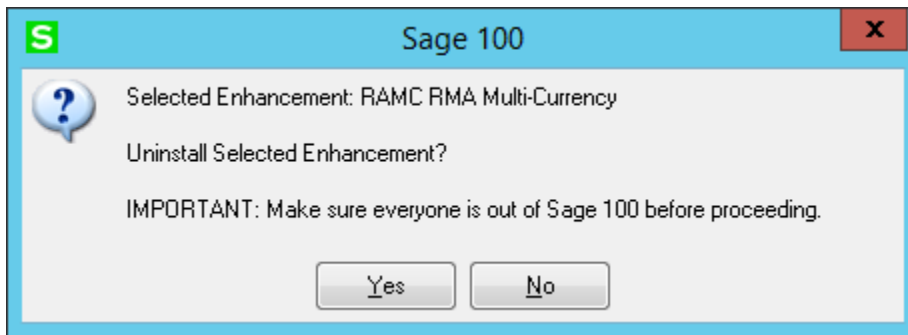 S
Sage 100
x
?
Selected Enhancement: RAMC RMA Multi-Currency
Uninstall Selected Enhancement?
IMPORTANT: Make sure everyone is out of Sage 100 before proceeding.
Yes
No